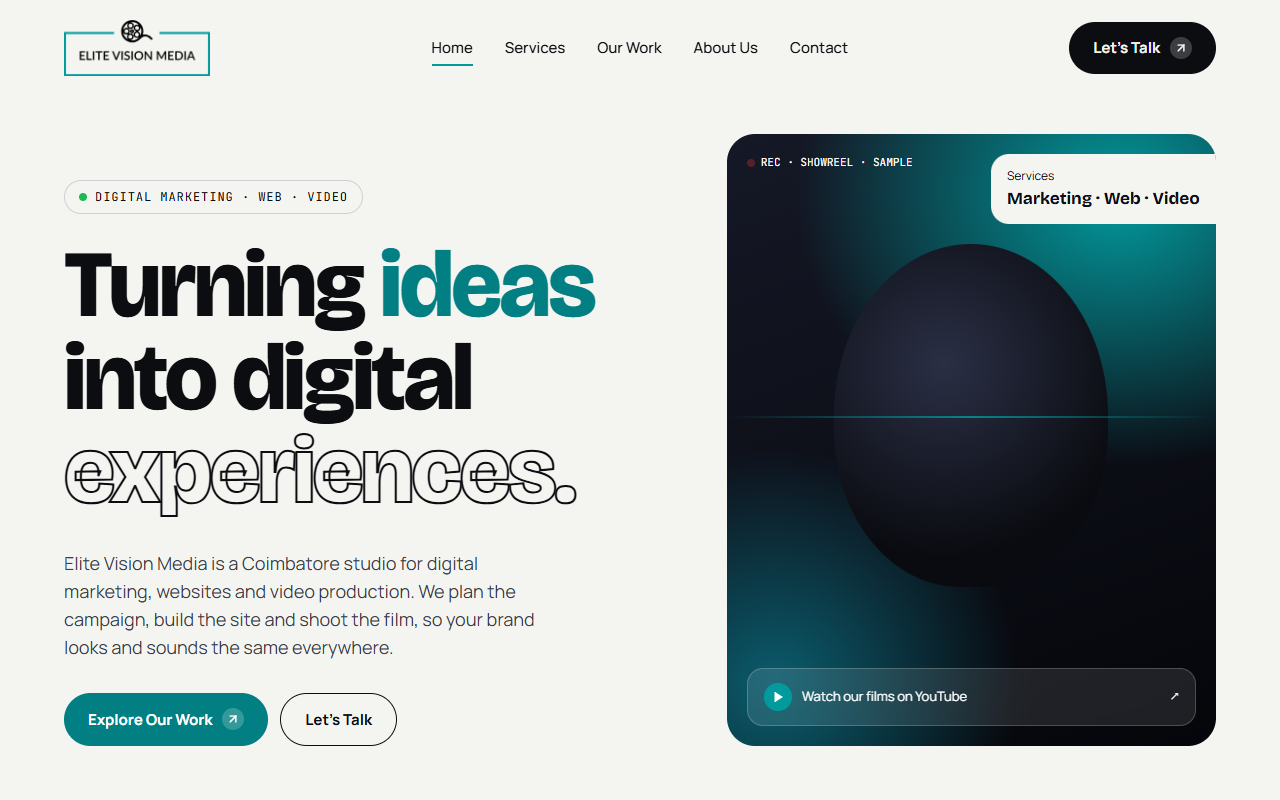 ELITE VISION MEDIA
Home
Services
Our Work
About Us
Contact
Let's Talk
DIGITAL MARKETING · WEB · VIDEO
Turning ideas
into digital
experiences.
Elite Vision Media is a Coimbatore studio for digital
marketing, websites and video production. We plan the
campaign, build the site and shoot the film, so your brand
looks and sounds the same everywhere.
Explore Our Work
Let's Talk
REC · SHOWREEL · SAMPLE
Services
Marketing · Web · Video
Watch our films on YouTube